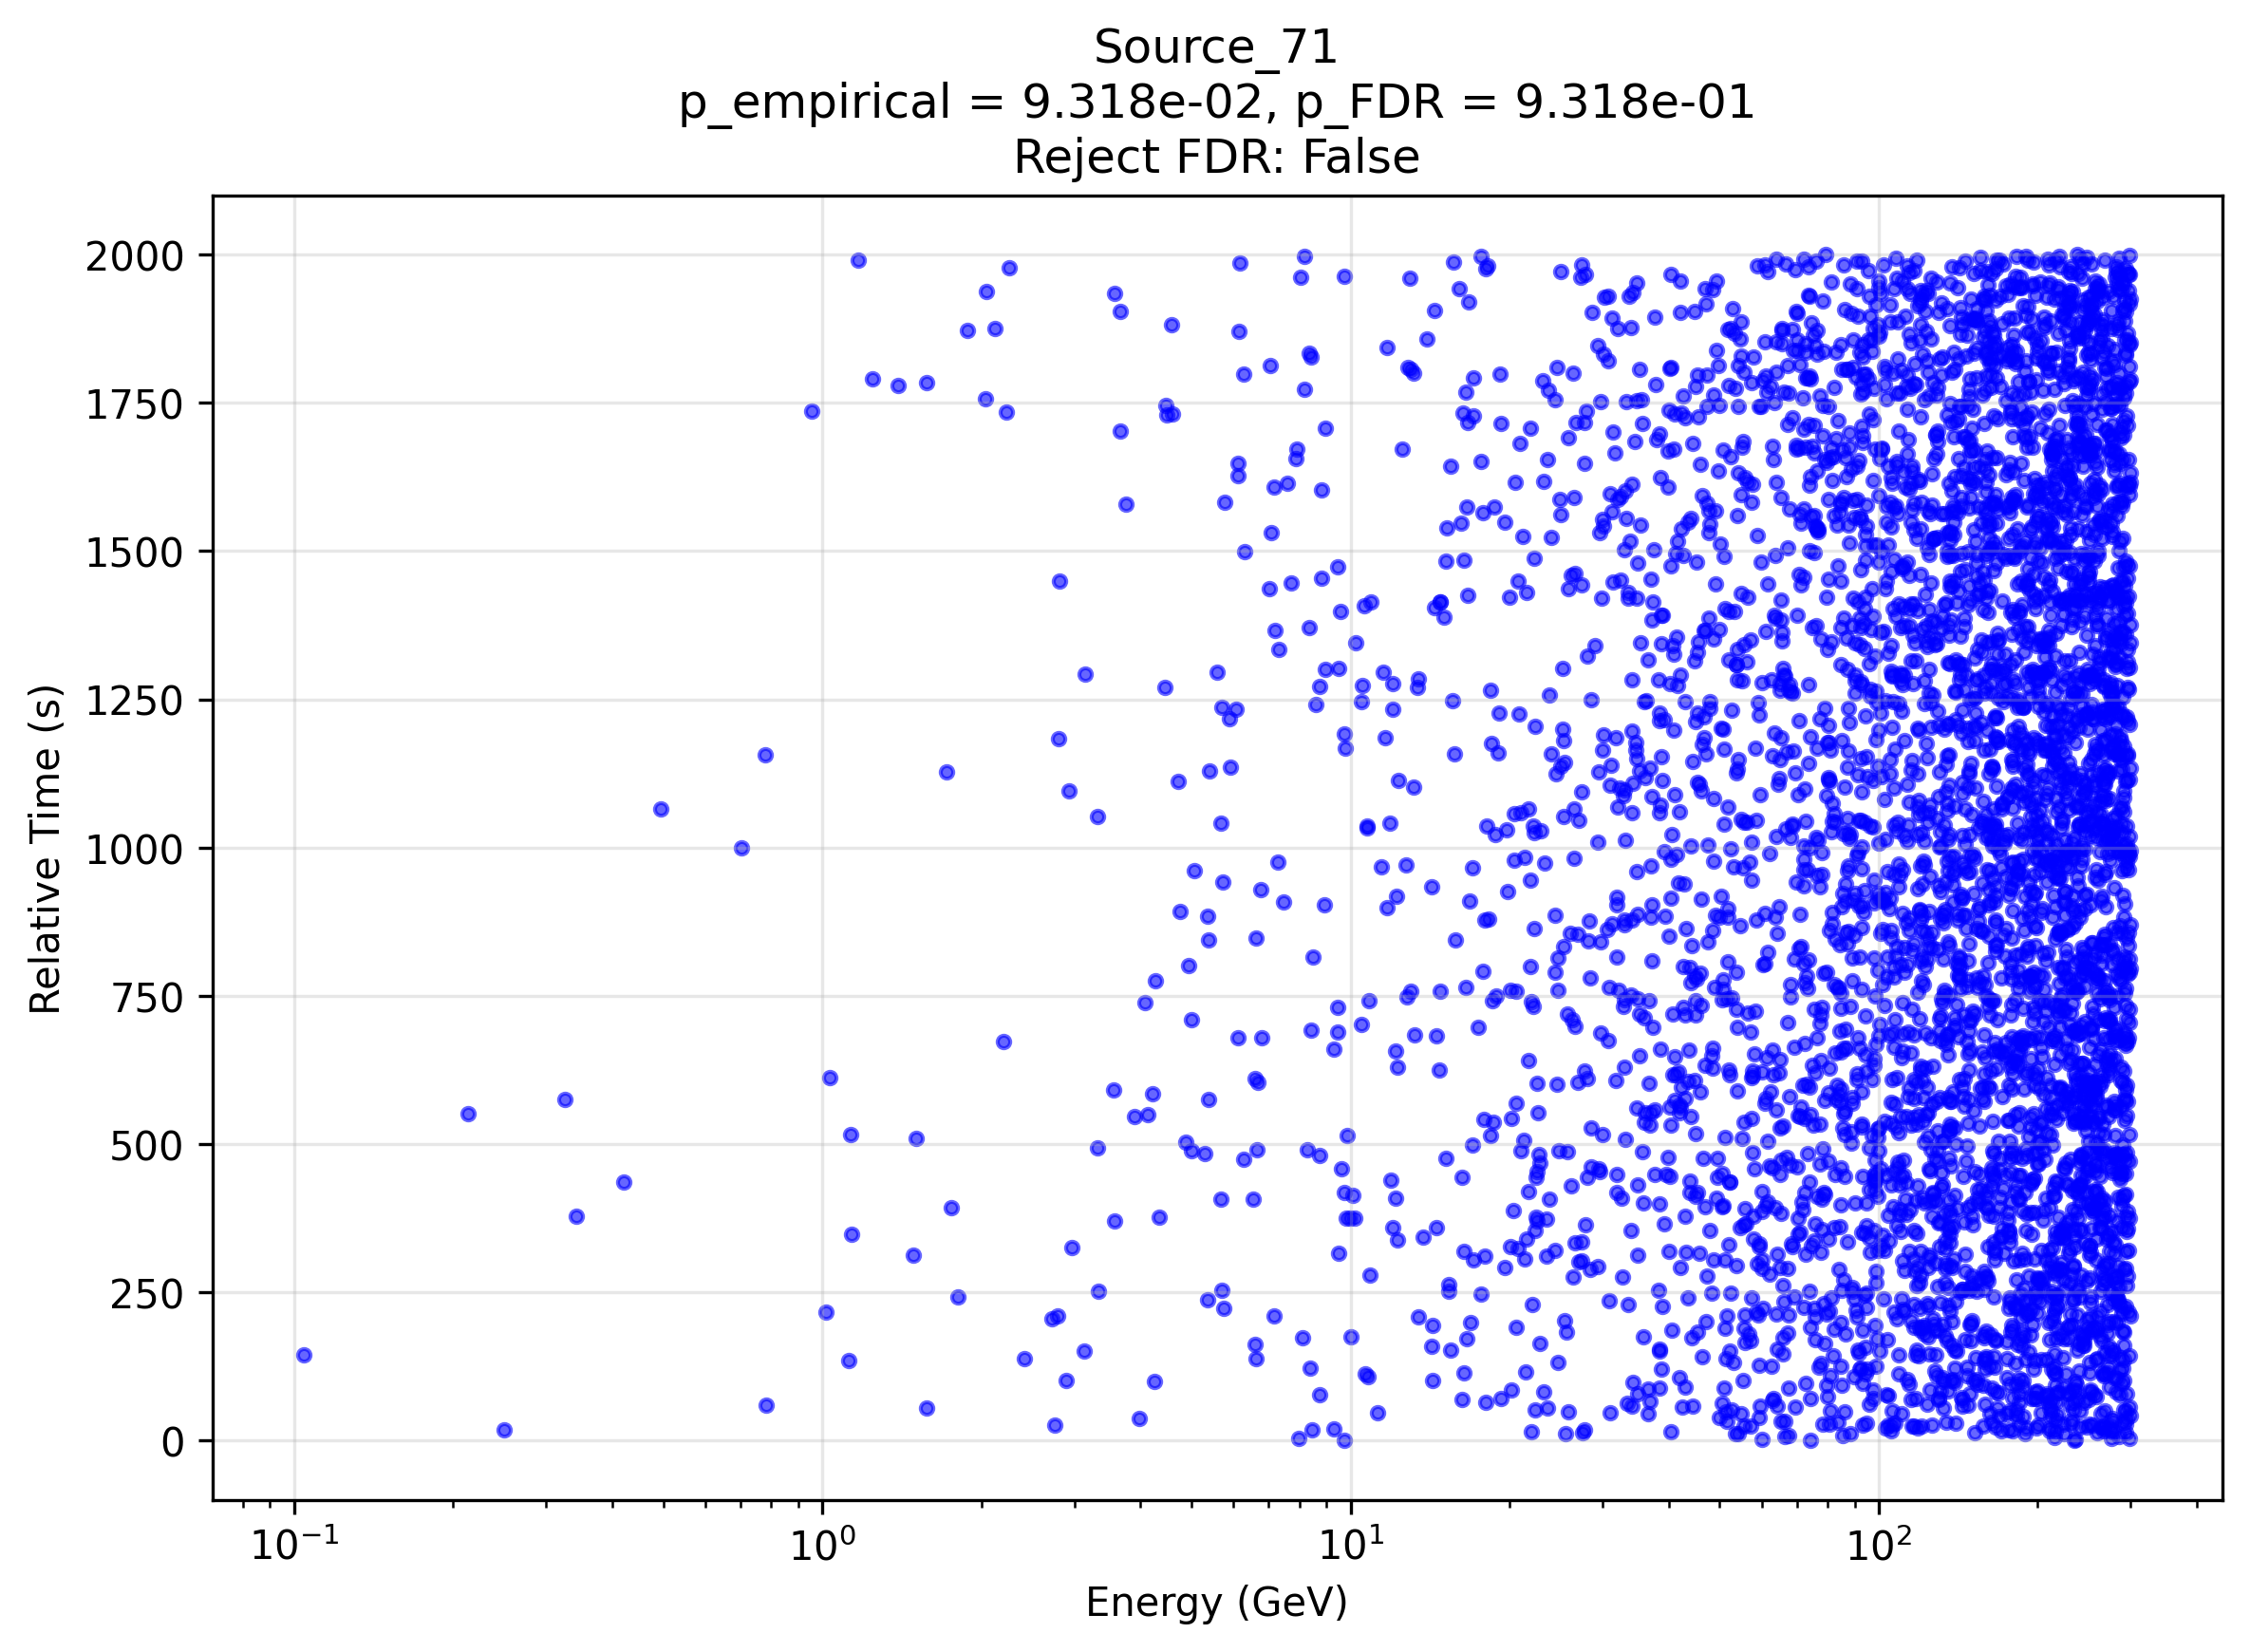 Source_71
p_empirical = 9.318e-02, p_FDR = 9.318e-01
Reject FDR: False
2000
1750
1500
1250
1000
750
500
250
0
Relative Time (s)
10⁻¹
10⁰
10¹
10²
Energy (GeV)